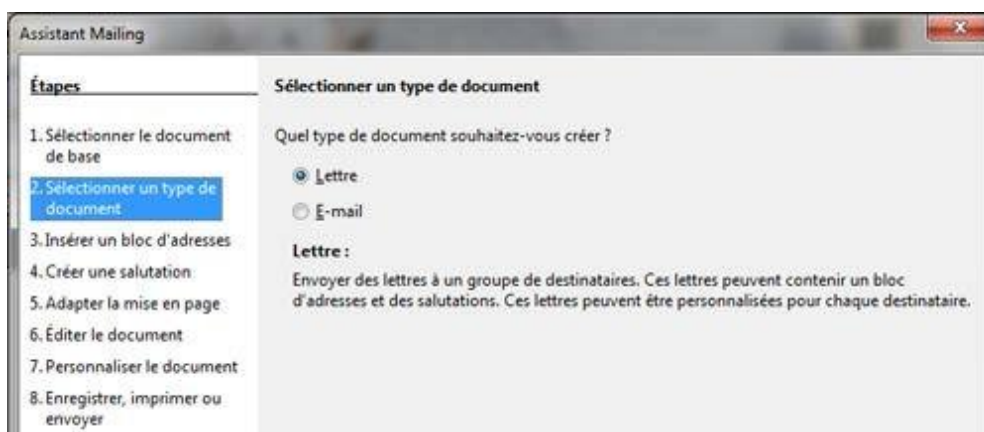 Assistant Mailing
Étapes
1. Sélectionner le document
de base
2. Sélectionner un type de
document
3. Insérer un bloc d'adresses
4. Créer une salutation
5. Adapter la mise en page
6. Éditer le document
7. Personnaliser le document
8. Enregistrer, imprimer ou
envoyer
Sélectionner un type de document
Quel type de document souhaitez-vous créer ?
Lettre
E-mail
Lettre :
Envoyer des lettres à un groupe de destinataires. Ces lettres peuvent contenir un bloc
d'adresses et des salutations. Ces lettres peuvent être personnalisées pour chaque destinataire.